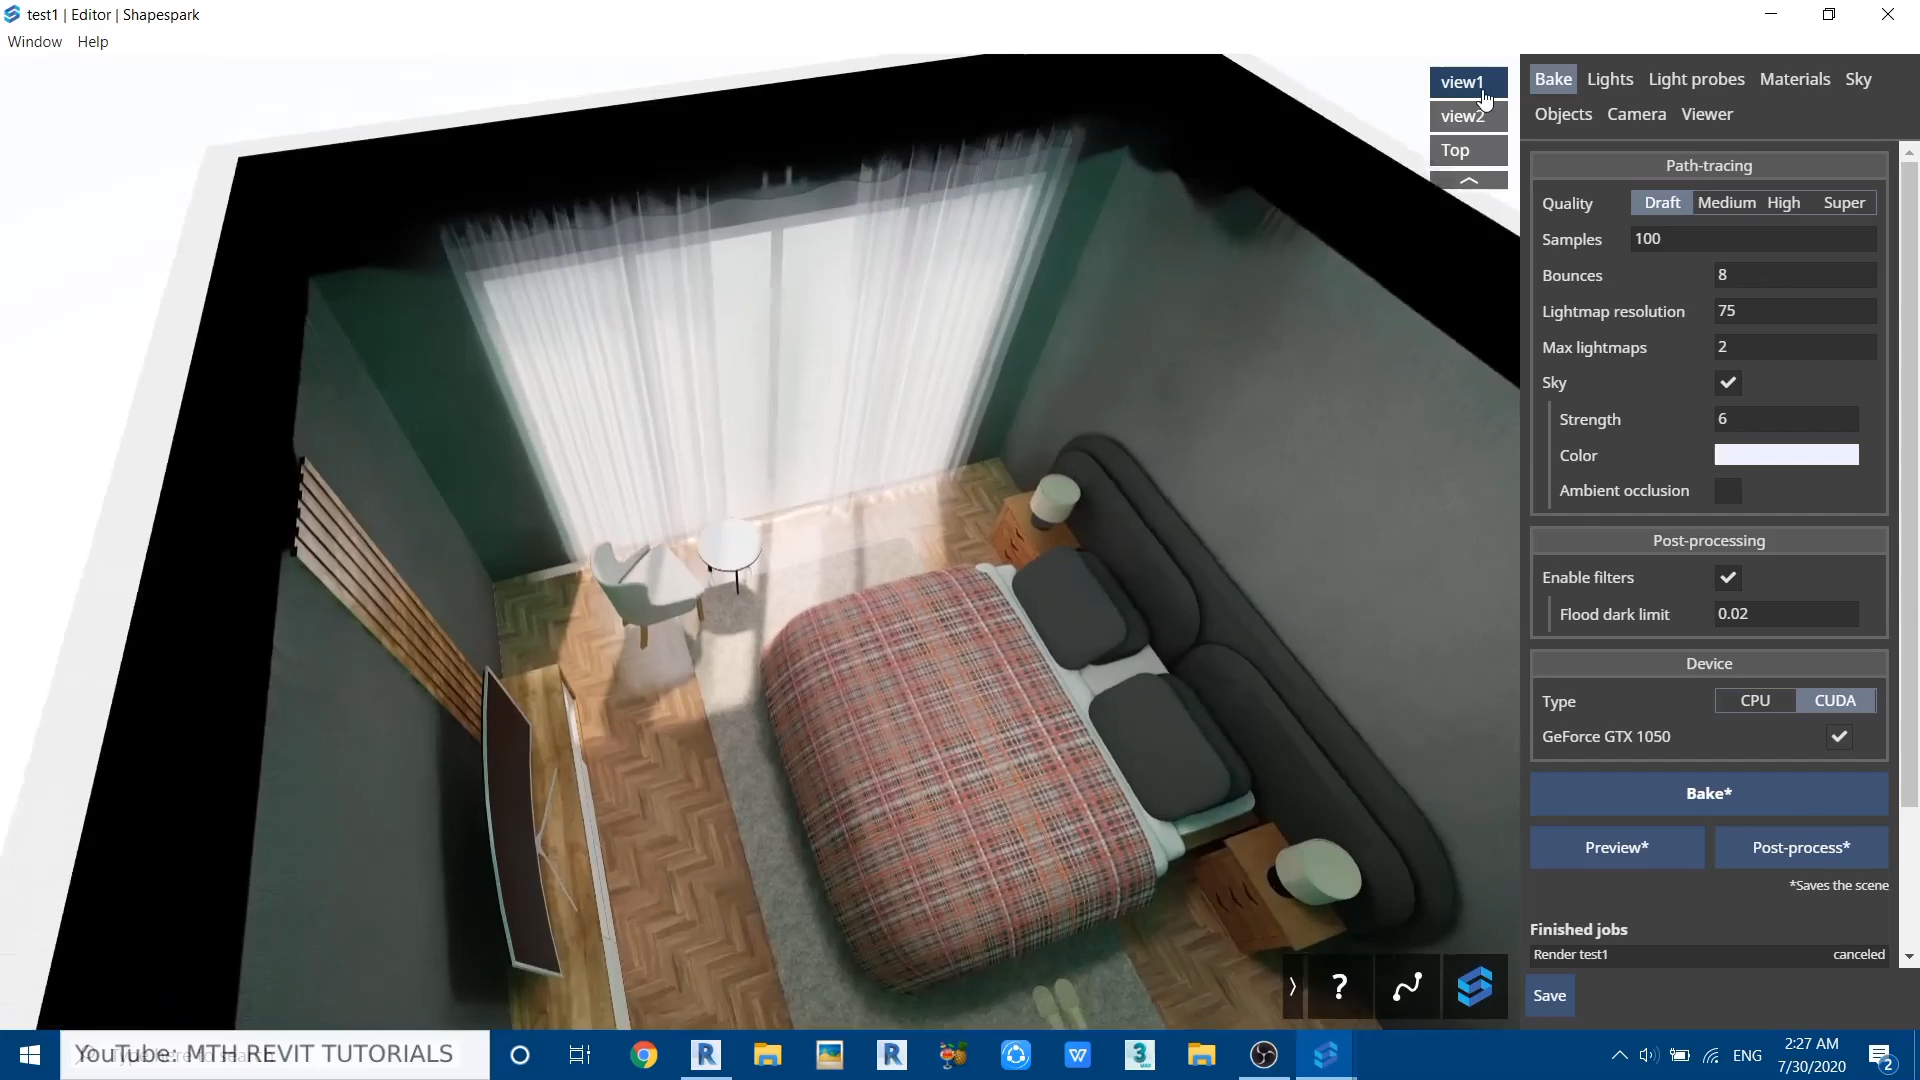 test1 | Editor | Shapespark
Window Help
view1
view2
Top
Bake Lights Light probes Materials Sky
Objects Camera Viewer
Path-tracing
Quality Draft Medium High Super
Samples 100
Bounces 8
Lightmap resolution 75
Max lightmaps 2
Sky
Strength 6
Color
Ambient occlusion
Post-processing
Enable filters
Flood dark limit 0.02
Device
Type CPU CUDA
GeForce GTX 1050
Bake*
Preview* Post-process*
*Saves the scene
Finished jobs
Render test1 canceled
?
Save
YouTube: MTH REVIT TUTORIALS
ENG
2:27 AM
7/30/2020
2